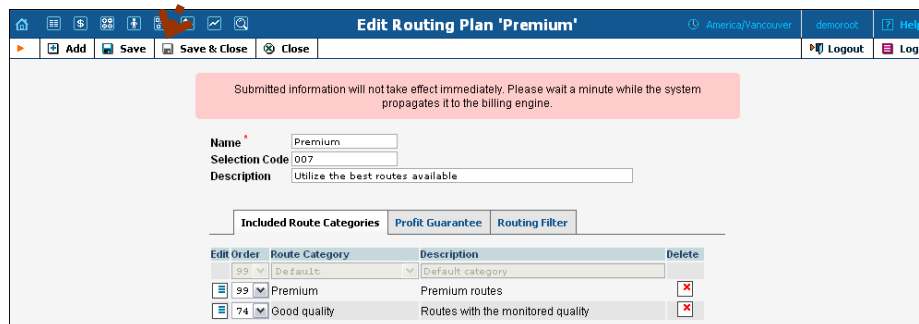 Edit Routing Plan 'Premium' America/Vancouver demoroot Help
Add Save Save & Close Close Logout Log
Submitted information will not take effect immediately. Please wait a minute while the system
propagates it to the billing engine.
Name * Premium
Selection Code 007
Description Utilize the best routes available
Included Route Categories Profit Guarantee Routing Filter
Edit Order Route Category Description Delete
99 Default Default category
99 Premium Premium routes
74 Good quality Routes with the monitored quality